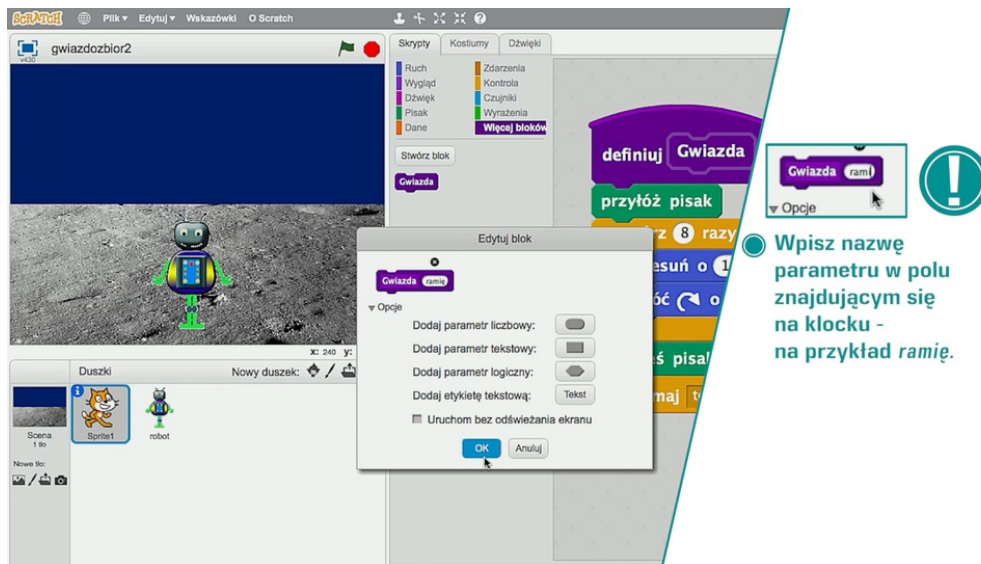 SCRATCH Plik Edytuj Wskazówki O Scratch
v430 gwiazdozbior2
Skrypty Kostiumy Dźwięki
Ruch Zdarzenia
Wygląd Kontrola
Dźwięk Czujniki
Pisak Wyrażenia
Dane Więcej bloków
Stwórz blok
Gwiazda
definiuj Gwiazda
przyłóż pisak
8 razy
Edytuj blok
Gwiazda ramię
Opcje
Dodaj parametr liczbowy:
Dodaj parametr tekstowy:
Dodaj parametr logiczny:
Dodaj etykietę tekstową: Tekst
Uruchom bez odświeżania ekranu
OK Anuluj
x: 240 y:
Duszki Nowy duszek:
Scena
1 tło
Sprite1 robot
Nowe tło:
Gwiazda rami
Opcje
Wpisz nazwę
parametru w polu
znajdującym się
na klocku -
na przykład ramię.